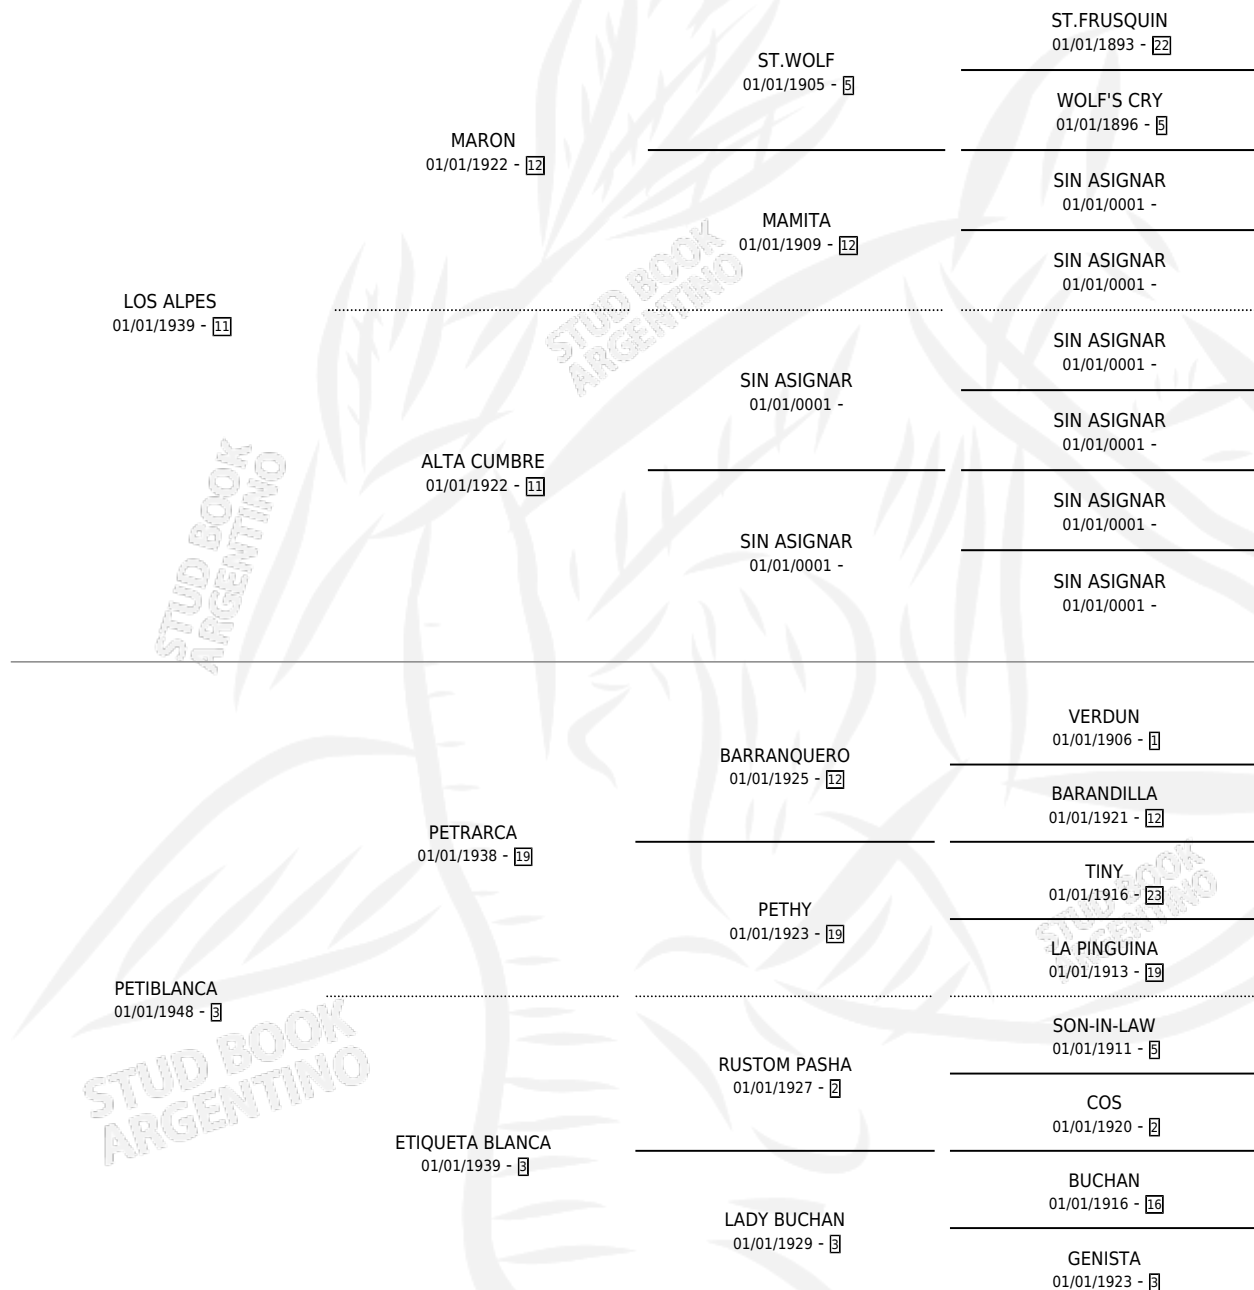 ST.FRUSQUIN
01/01/1893 - 22
ST.WOLF
01/01/1905 - 5
WOLF'S CRY
01/01/1896 - 5
MARON
01/01/1922 - 12
SIN ASIGNAR
01/01/0001 -
MAMITA
01/01/1909 - 12
SIN ASIGNAR
01/01/0001 -
LOS ALPES
01/01/1939 - 11
SIN ASIGNAR
01/01/0001 -
SIN ASIGNAR
01/01/0001 -
SIN ASIGNAR
01/01/0001 -
ALTA CUMBRE
01/01/1922 - 11
SIN ASIGNAR
01/01/0001 -
SIN ASIGNAR
01/01/0001 -
SIN ASIGNAR
01/01/0001 -
STUD BOOK
ARGENTINO
STUD BOOK
ARGENTINO
VERDUN
01/01/1906 - 1
BARRANQUERO
01/01/1925 - 12
BARANDILLA
01/01/1921 - 12
PETRARCA
01/01/1938 - 19
TINY
01/01/1916 - 23
PETHY
01/01/1923 - 19
LA PINGUINA
01/01/1913 - 19
PETIBLANCA
01/01/1948 - 3
SON-IN-LAW
01/01/1911 - 5
RUSTOM PASHA
01/01/1927 - 2
COS
01/01/1920 - 2
ETIQUETA BLANCA
01/01/1939 - 3
BUCHAN
01/01/1916 - 16
LADY BUCHAN
01/01/1929 - 3
GENISTA
01/01/1923 - 3
STUD BOOK
ARGENTINO
STUD BOOK
ARGENTINO